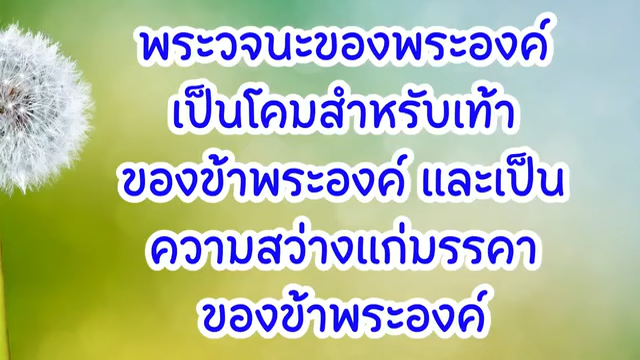 พระวจนะของพระองค์
เป็นโคมสำหรับเท้า
ของข้าพระองค์ และเป็น
ความสว่างแก่มรรคา
ของข้าพระองค์